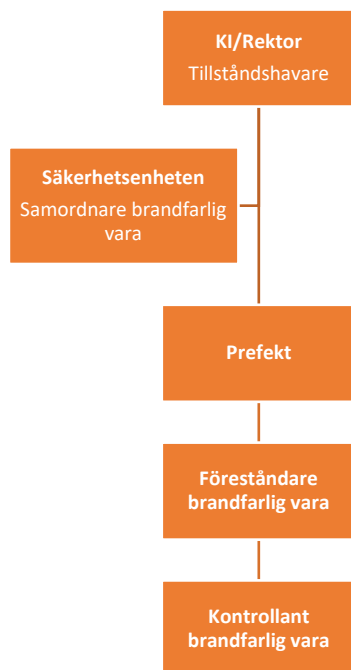 KI/Rektor
Tillståndshavare
Säkerhetsenheten
Samordnare brandfarlig
vara
Prefekt
Föreståndare
brandfarlig vara
Kontrollant
brandfarlig vara